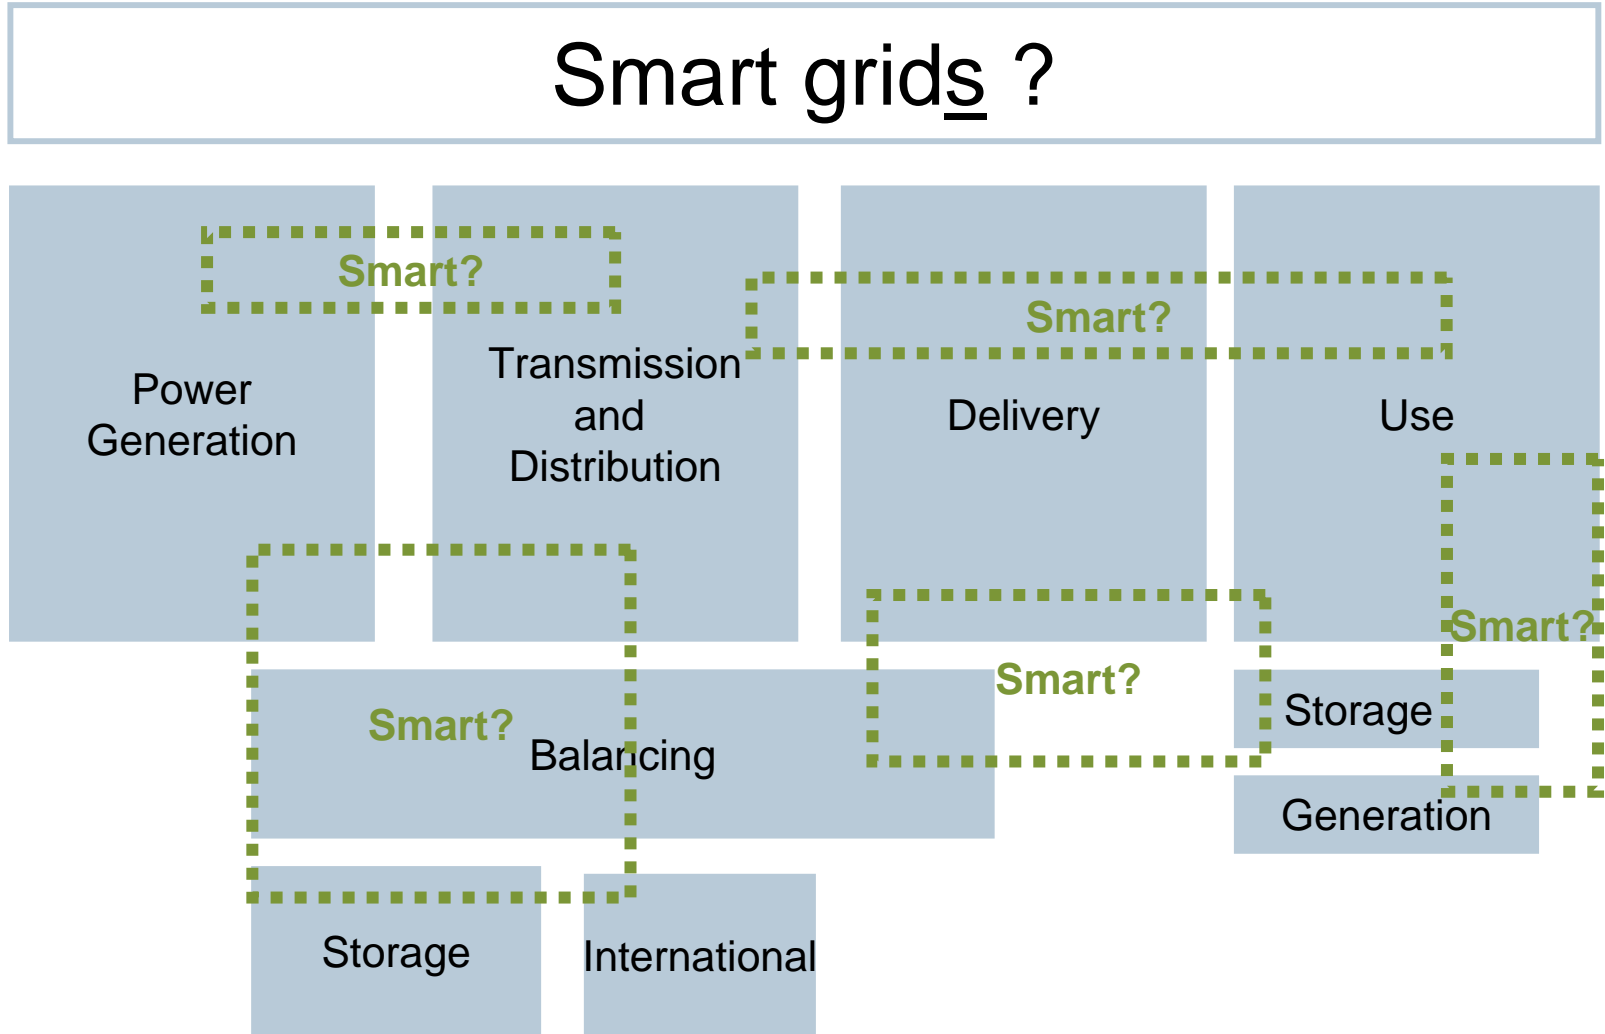 Smart grids ?
Smart?
Smart?
Power
Generation
Transmission
and
Distribution
Delivery
Use
Smart?
Smart?
Smart?
Balancing
Storage
Generation
Storage
International